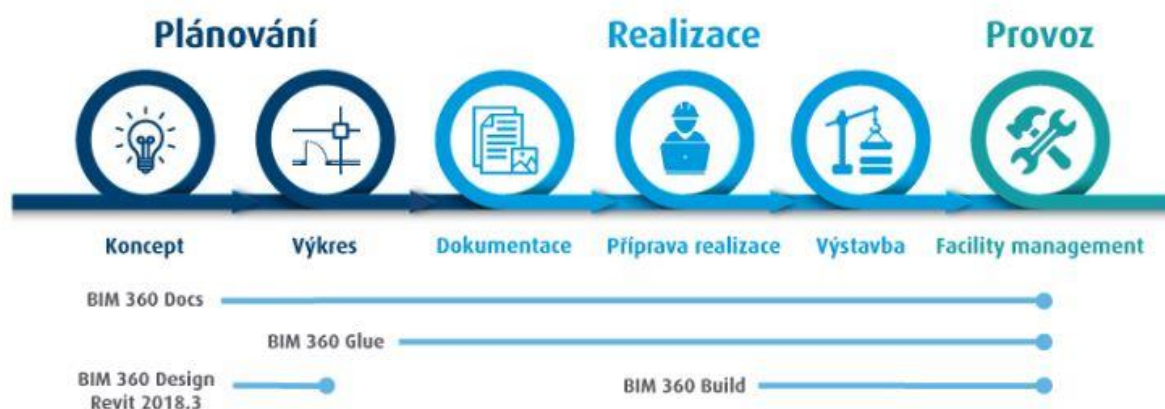 Plánování
Realizace
Provoz
Koncept
Výkres
Dokumentace
Příprava realizace
Výstavba
Facility management
BIM 360 Docs
BIM 360 Glue
BIM 360 Design
Revit 2018.3
BIM 360 Build